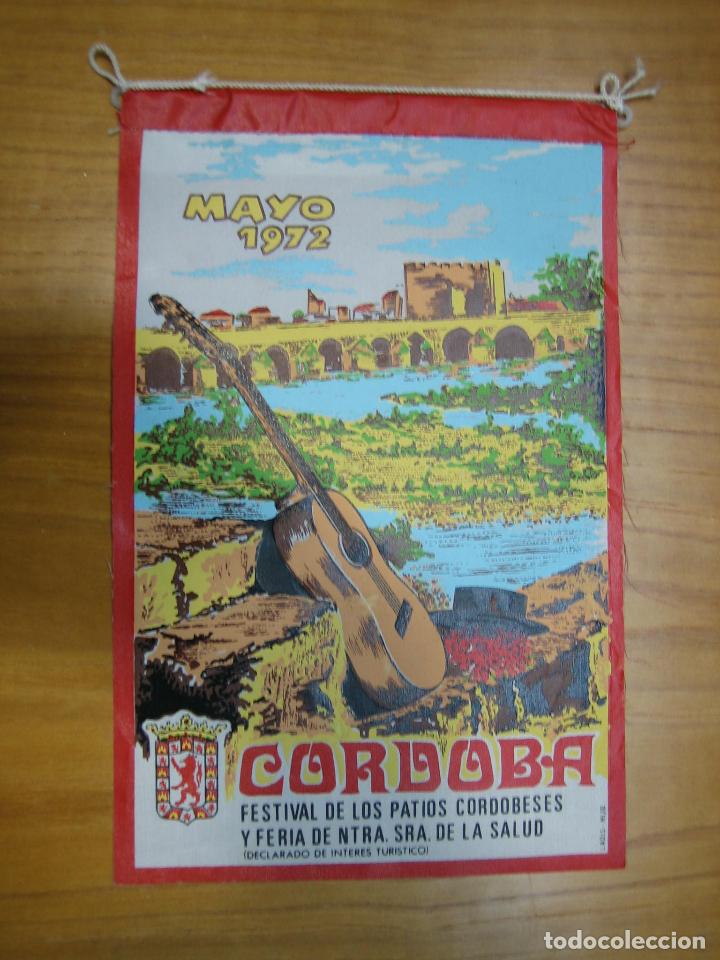 MAYO
1972
CORDOBA
FESTIVAL DE LOS PATIOS CORDOBESES
Y FERIA DE NTRA. SRA. DE LA SALUD
(DECLARADO DE INTERES TURISTICO)
todocoleccion